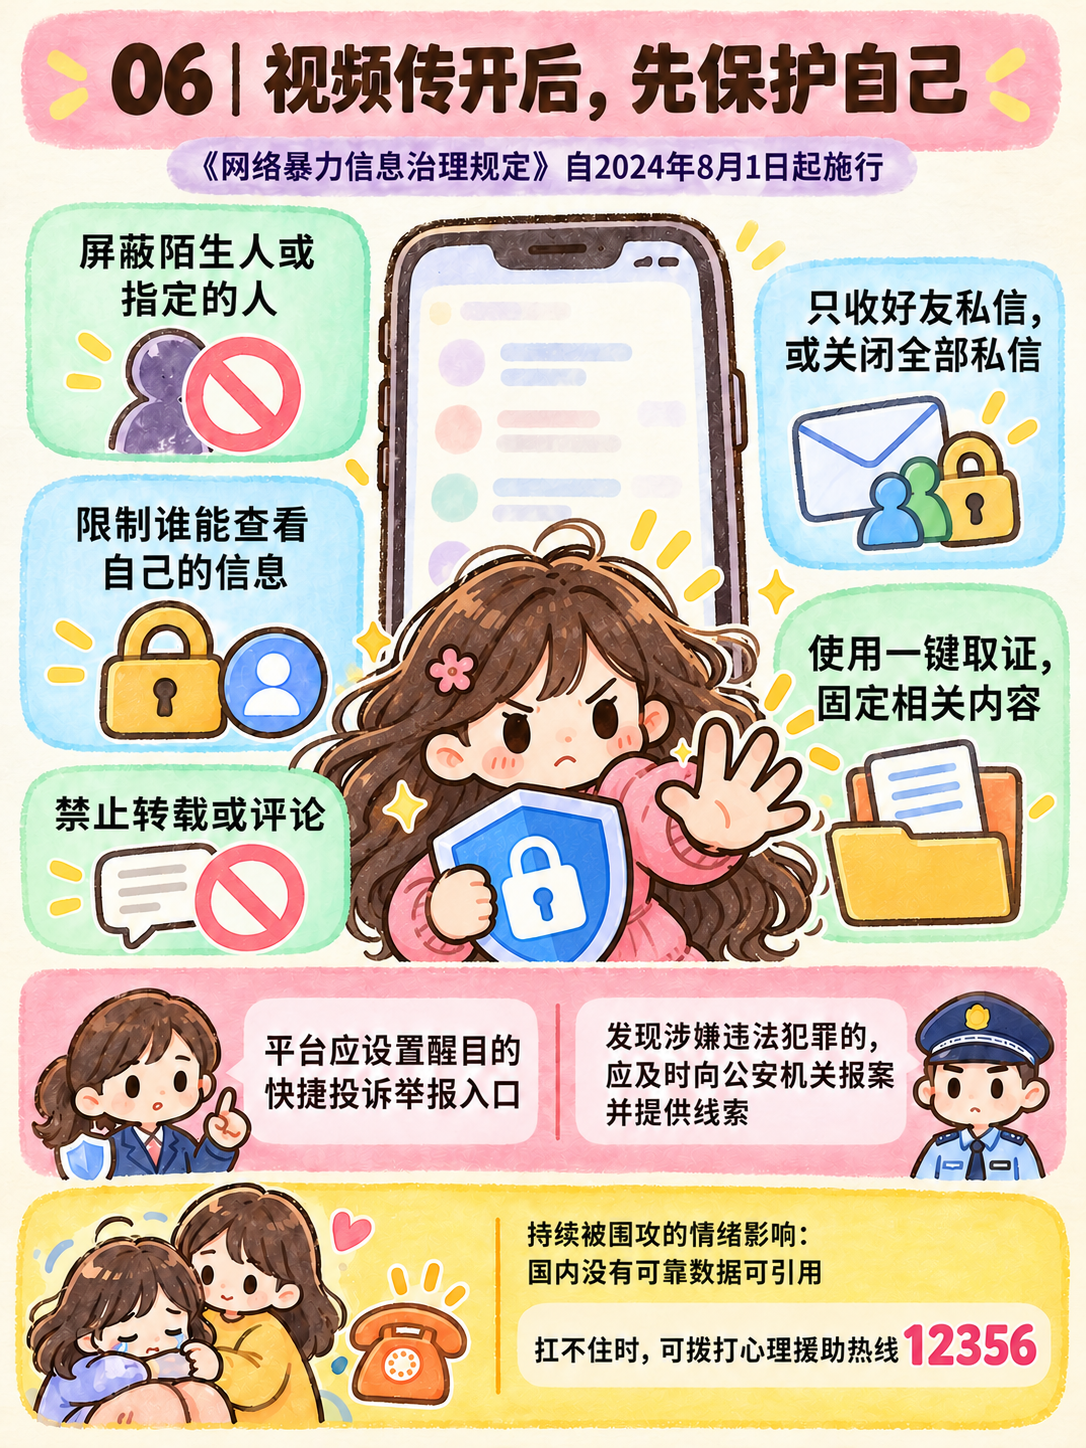 06 | 视频传开后，先保护自己
《网络暴力信息治理规定》自2024年8月1日起施行
屏蔽陌生人或
指定的人
只收好友私信，
或关闭全部私信
限制谁能查看
自己的信息
使用一键取证，
固定相关内容
禁止转载或评论
平台应设置醒目的
快捷投诉举报入口
发现涉嫌违法犯罪的，
应及时向公安机关报案
并提供线索
持续被围攻的情绪影响：
国内没有可靠数据可引用
扛不住时，可拨打心理援助热线12356